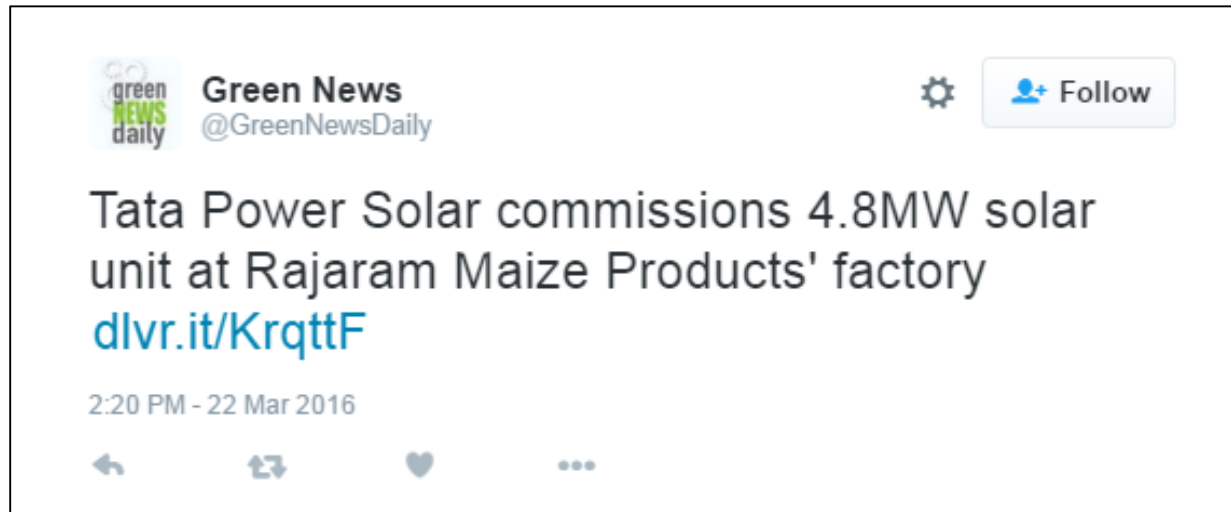 green
NEWS
daily
Green News
@GreenNewsDaily
Follow
Tata Power Solar commissions 4.8MW solar
unit at Rajaram Maize Products' factory
dlvr.it/KrqttF
2:20 PM - 22 Mar 2016